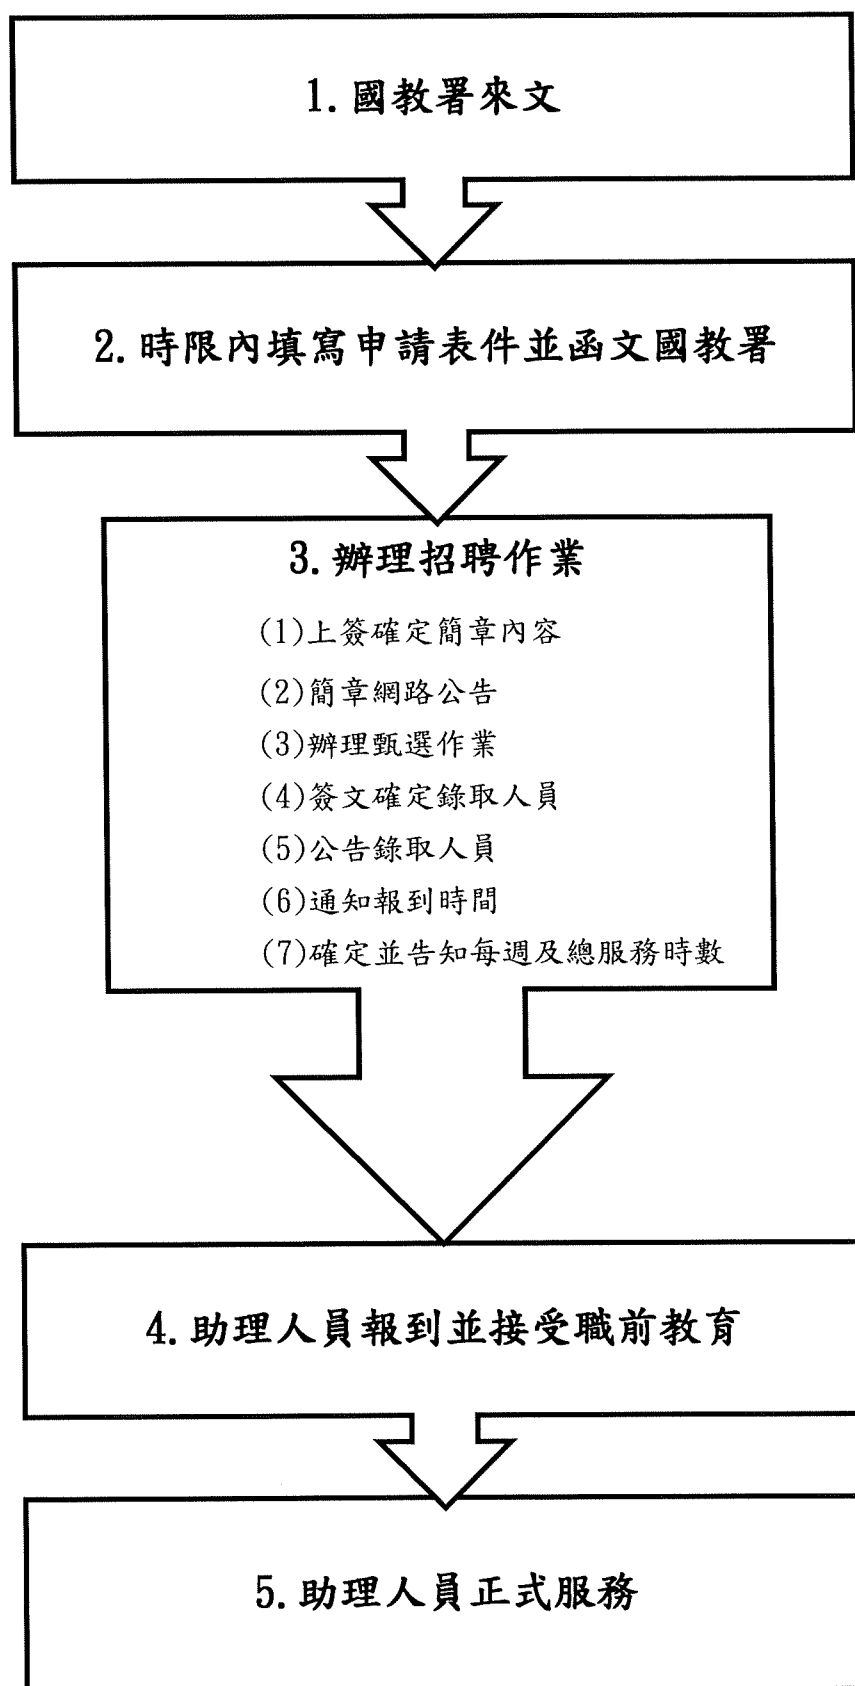 1.國教署來文
2.時限內填寫申請表件並函文國教署
3.辦理招聘作業
(1)上簽確定簡章內容
(2)簡章網路公告
(3)辦理甄選作業
(4)簽文確定錄取人員
(5)公告錄取人員
(6)通知報到時間
(7)確定並告知每週及總服務時數
4.助理人員報到並接受職前教育
5.助理人員正式服務